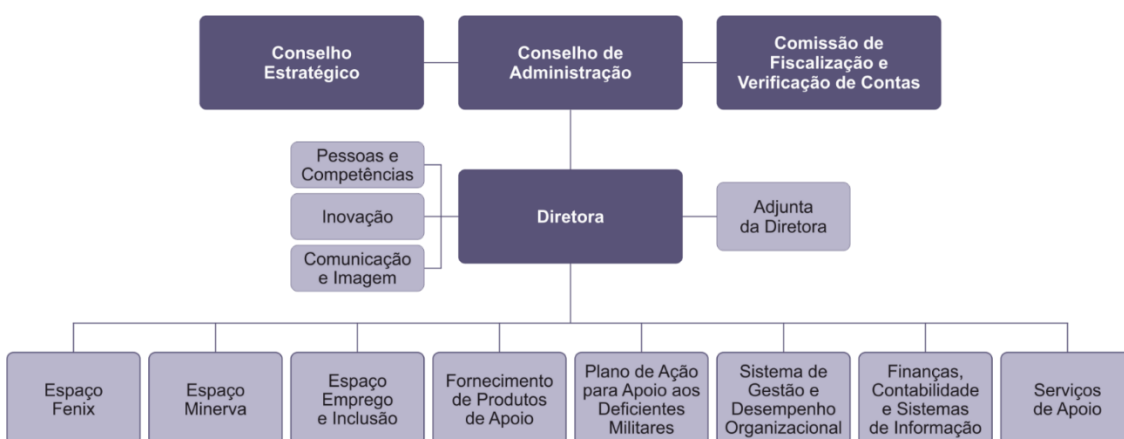 Conselho
Estratégico
Conselho de
Administração
Comissão de
Fiscalização e
Verificação de Contas
Pessoas e
Competências
Inovação
Comunicação
e Imagem
Diretora
Adjunta
da Diretora
Espaço
Fenix
Espaço
Minerva
Espaço
Emprego
e Inclusão
Fornecimento
de Produtos
de Apoio
Plano de Ação
para Apoio aos
Deficientes
Militares
Sistema de
Gestão e
Desempenho
Organizacional
Finanças,
Contabilidade
e Sistemas
de Informação
Serviços
de Apoio